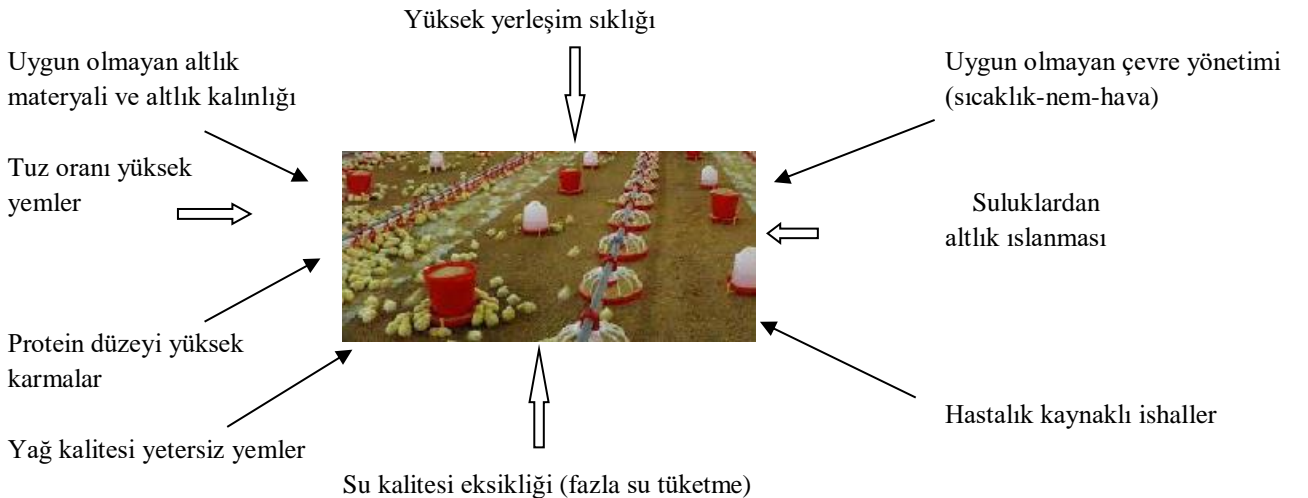 Yüksek yerleşim sıklığı
Uygun olmayan altlık
materyali ve altlık kalınlığı
Uygun olmayan çevre yönetimi
(sıcaklık-nem-hava)
Tuz oranı yüksek
yemler
Suluklardan
altlık ıslanması
Protein düzeyi yüksek
karmalar
Hastalık kaynaklı ishaller
Yağ kalitesi yetersiz yemler
Su kalitesi eksikliği (fazla su tüketme)